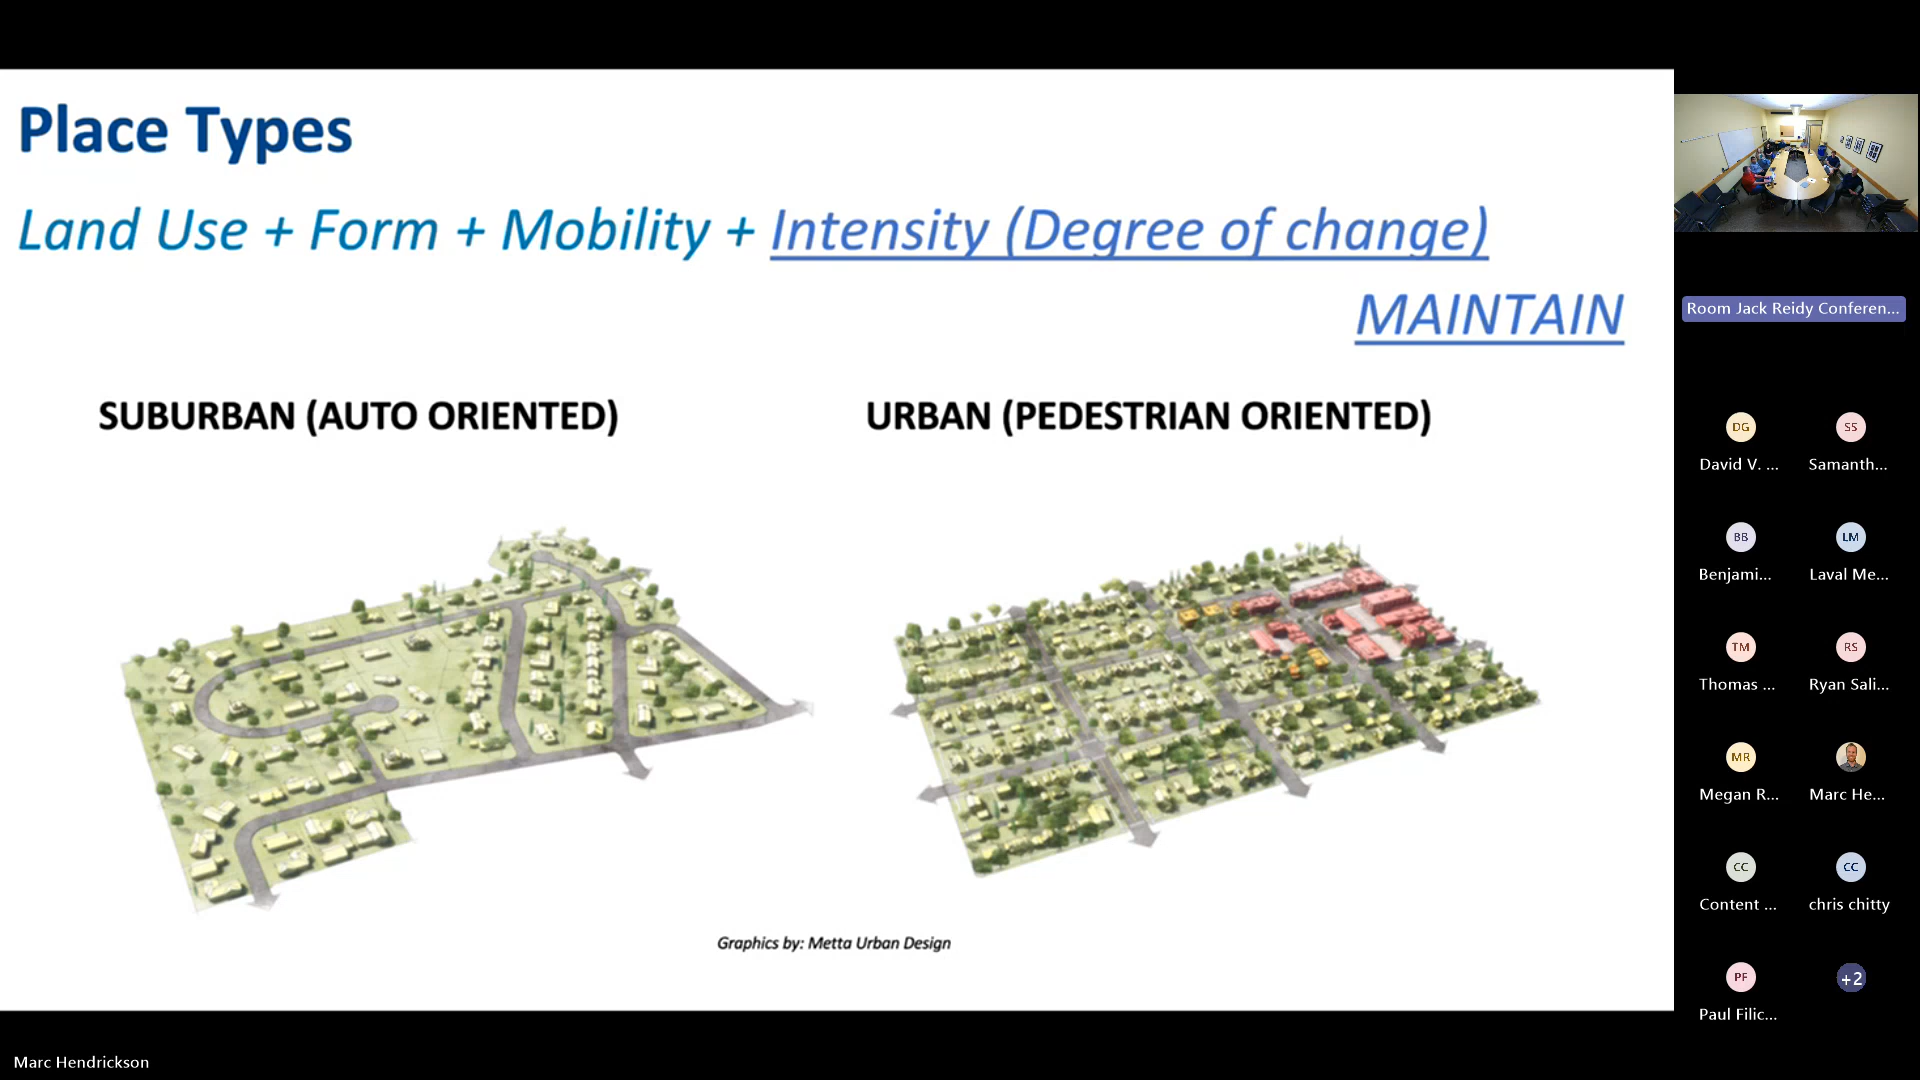 Place Types
Land Use + Form + Mobility + Intensity (Degree of change)
MAINTAIN
SUBURBAN (AUTO ORIENTED)
URBAN (PEDESTRIAN ORIENTED)
Graphics by: Metta Urban Design
Room Jack Reidy Conferen...
DG
SS
David V. ...
Samanth...
BB
LM
Benjami...
Laval Me...
TM
RS
Thomas ...
Ryan Sali...
MR
Megan R...
Marc He...
CC
CC
Content ...
chris chitty
PF
+2
Paul Filic...
Marc Hendrickson